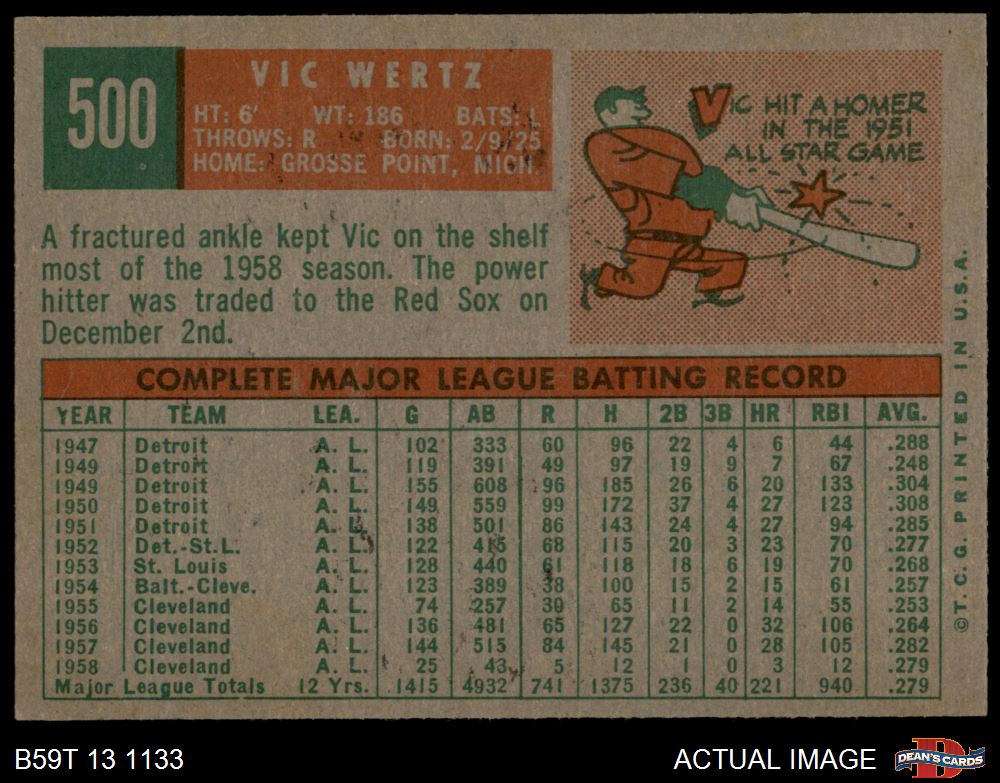 500
VIC WERTZ
HT: 6' WT: 186 BATS: L
THROWS: R BORN: 2/9/25
HOME: GROSSE POINT, MICH.
VIC HIT A HOMER
IN THE 1951
ALL STAR GAME
A fractured ankle kept Vic on the shelf
most of the 1958 season. The power
hitter was traded to the Red Sox on
December 2nd.
COMPLETE MAJOR LEAGUE BATTING RECORD
YEAR TEAM LEA. G AB R H 2B 3B HR RBI AVG.
1947 Detroit A. L. 102 333 60 96 22 4 6 44 .288
1949 Detroit A. L. 119 391 49 97 19 9 7 67 .248
1949 Detroit A. L. 155 608 96 185 26 6 20 133 .304
1950 Detroit A. L. 149 559 99 172 37 4 27 123 .308
1951 Detroit A. L. 138 501 86 143 24 4 27 94 .285
1952 Det.-St.L. A. L. 122 415 68 115 20 3 23 70 .277
1953 St. Louis A. L. 128 440 61 118 18 6 19 70 .268
1954 Balt.-Cleve. A. L. 123 389 38 100 15 2 15 61 .257
1955 Cleveland A. L. 74 257 30 65 11 2 14 55 .253
1956 Cleveland A. L. 136 481 65 127 22 0 32 106 .264
1957 Cleveland A. L. 144 515 84 145 21 0 28 105 .282
1958 Cleveland A. L. 25 43 5 12 1 0 3 12 .279
Major League Totals 12 Yrs. 1415 4932 741 1375 236 40 221 940 .279
©T.C.G. PRINTED IN U.S.A.
B59T 13 1133
ACTUAL IMAGE
D
DEAN'S CARDS